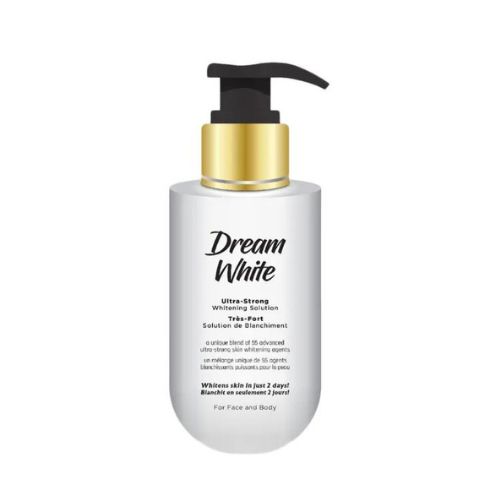 Dream
White
Ultra-Strong
Whitening Solution
Très-Fort
Solution de Blanchiment
a unique blend of 55 advanced
ultra-strong skin whitening agents
un mélange unique de 55 agents
blanchissants puissants pour la peau
Whitens skin in just 2 days!
Blanchit en seulement 2 jours!
For Face and Body